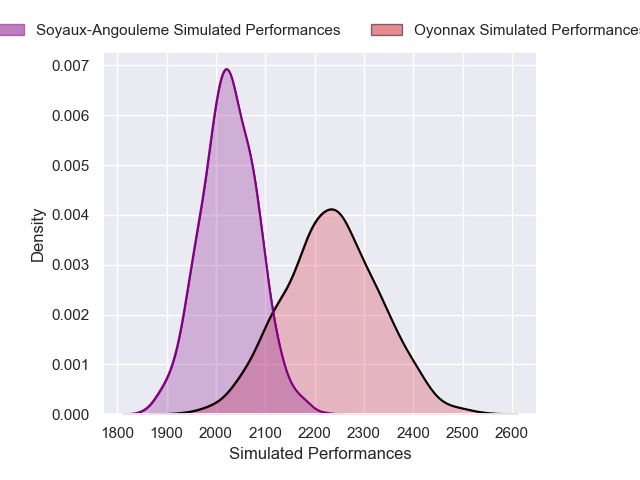 Soyaux-Angouleme Simulated Performances
Oyonnax Simulated Performances
0.007
0.006
0.005
0.004
0.003
0.002
0.001
0.000
Density
1800 1900 2000 2100 2200 2300 2400 2500 2600
Simulated Performances